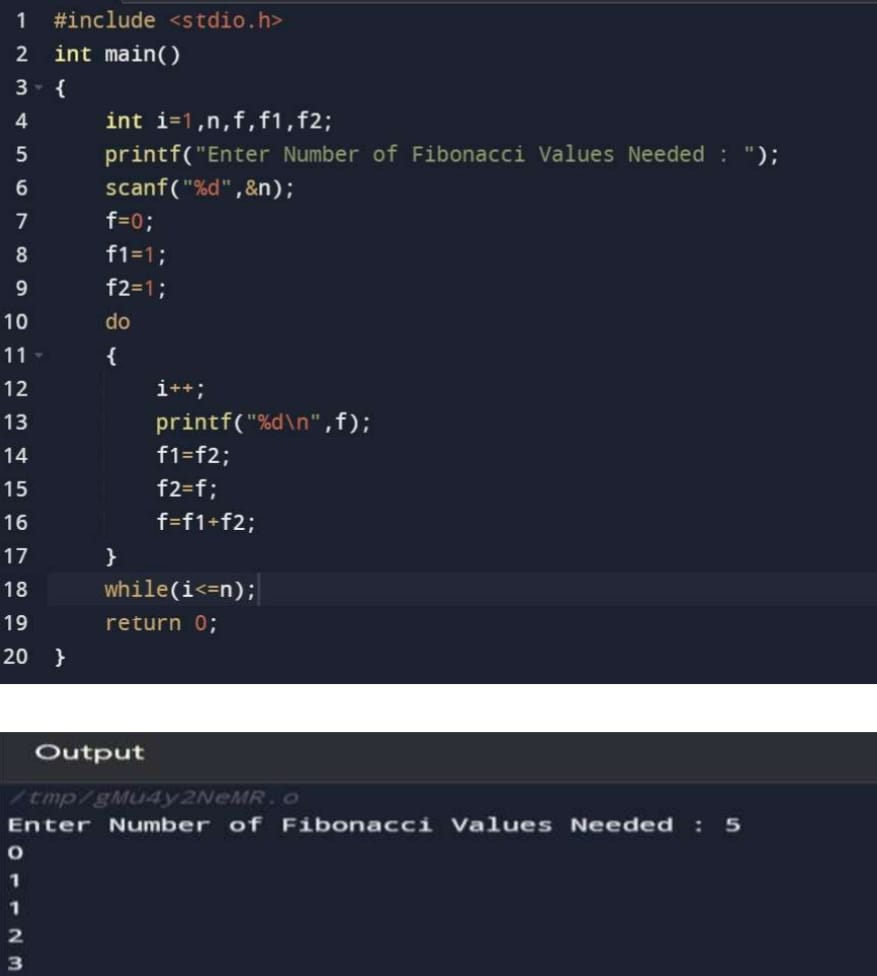 1 #include <stdio.h>
2 int main()
3 {
4 int i=1,n,f,f1,f2;
5 printf("Enter Number of Fibonacci Values Needed : ");
6 scanf("%d",&n);
7 f=0;
8 f1=1;
9 f2=1;
10 do
11 {
12 i++;
13 printf("%d\n",f);
14 f1=f2;
15 f2=f;
16 f=f1+f2;
17 }
18 while(i<=n);
19 return 0;
20 }
Output
/tmp/gMu4y2NeMR.o
Enter Number of Fibonacci Values Needed : 5
0
1
1
2
3